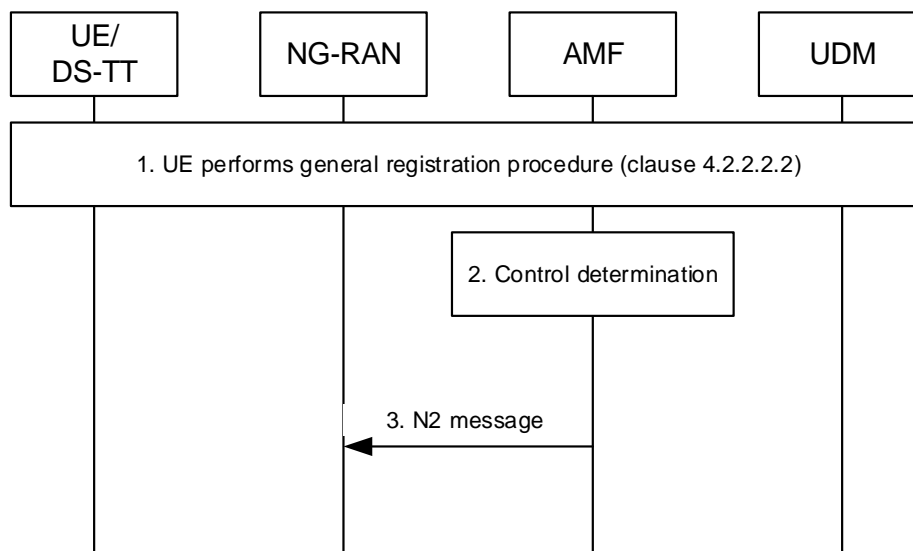 UE/
DS-TT
NG-RAN
AMF
UDM
1. UE performs general registration procedure (clause 4.2.2.2.2)
2. Control determination
3. N2 message